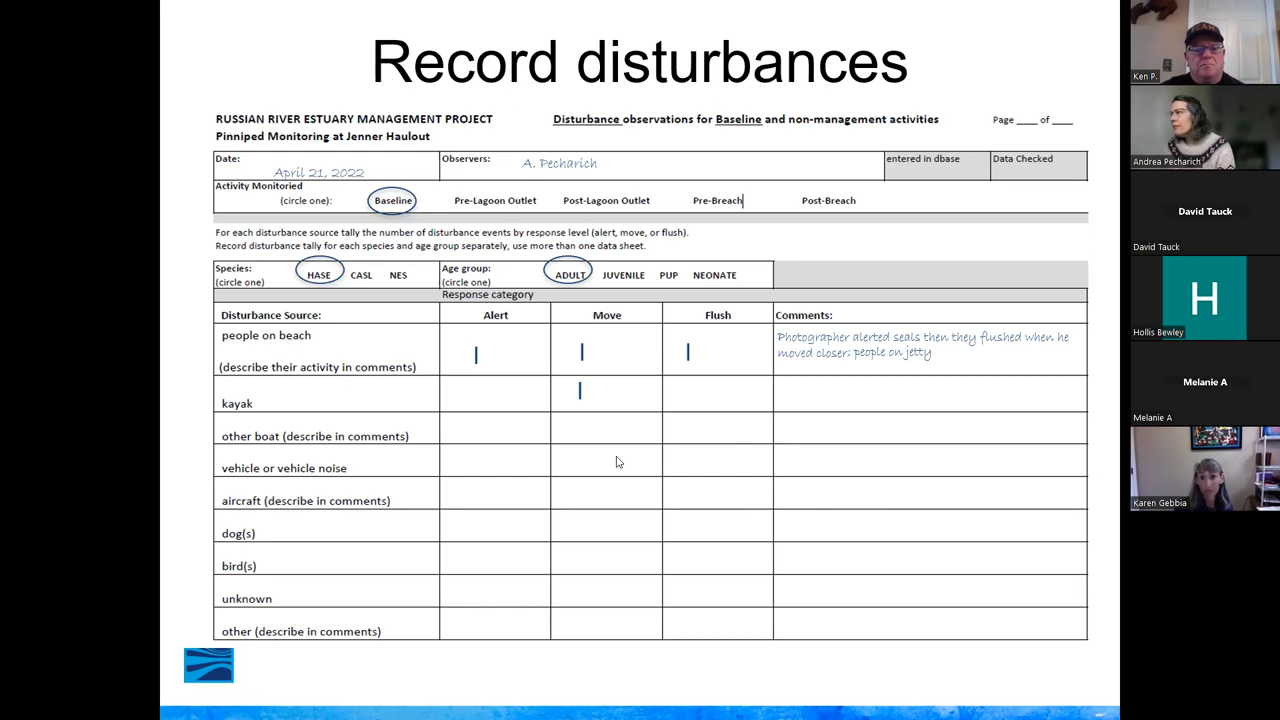 Record disturbances
RUSSIAN RIVER ESTUARY MANAGEMENT PROJECT
Disturbance observations for Baseline and non-management activities
Page ____ of ____
Pinniped Monitoring at Jenner Haulout
Date: April 21, 2022
Observers: A. Pecharich
entered in dbase
Data Checked
Activity Monitoried
(circle one): Baseline Pre-Lagoon Outlet Post-Lagoon Outlet Pre-Breach Post-Breach
For each disturbance source tally the number of disturbance events by response level (alert, move, or flush).
Record disturbance tally for each species and age group separately, use more than one data sheet.
Species: HASE CASL NES
(circle one)
Age group: ADULT JUVENILE PUP NEONATE
(circle one)
Response category
Disturbance Source: Alert Move Flush Comments:
people on beach
(describe their activity in comments) | | |
Photographer alerted seals then they flushed when he
moved closer; people on jetty
kayak |
other boat (describe in comments)
vehicle or vehicle noise
aircraft (describe in comments)
dog(s)
bird(s)
unknown
other (describe in comments)
Ken P.
Andrea Pecharich
David Tauck
David Tauck
H
Hollis Bewley
Melanie A
Melanie A
Karen Gebbia